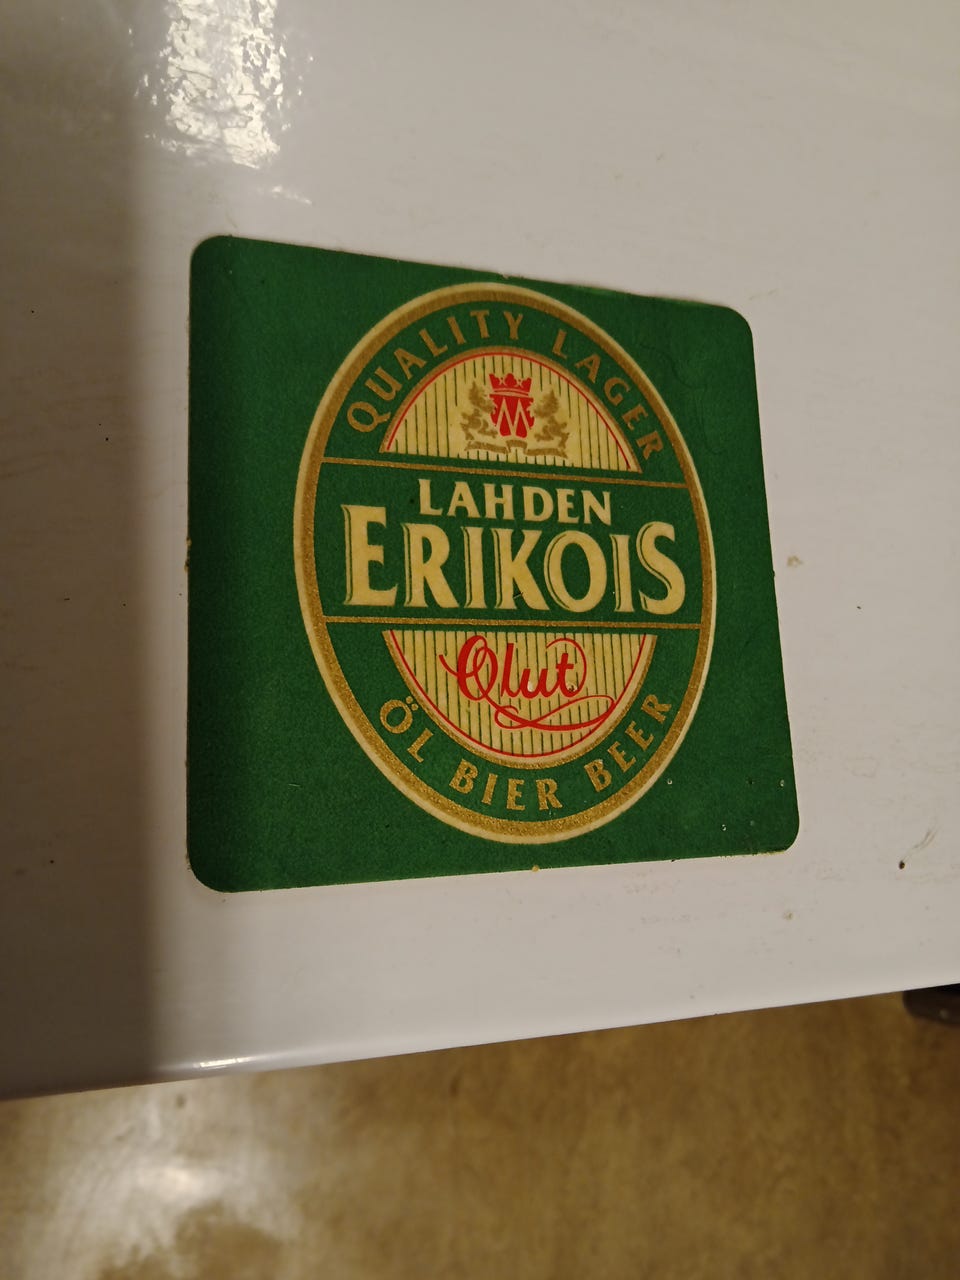 QUALITY LAGER
M
LAHDEN
ERIKOIS
Olut
ÖL BIER BEER